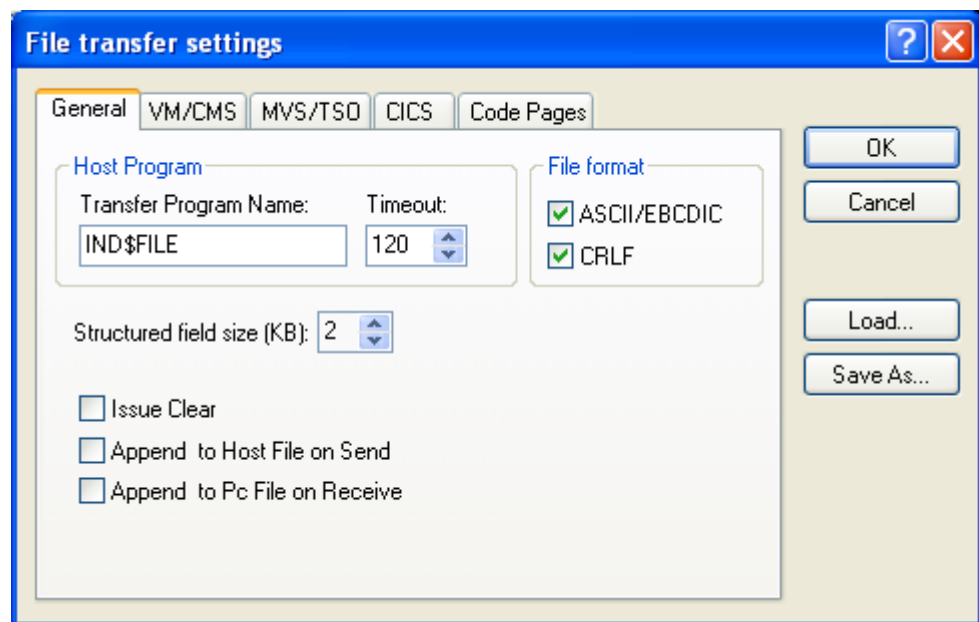 File transfer settings
General VM/CMS MVS/TSO CICS Code Pages
Host Program
Transfer Program Name: Timeout:
IND$FILE 120
File format
ASCII/EBCDIC
CRLF
Structured field size (KB): 2
Issue Clear
Append to Host File on Send
Append to Pc File on Receive
OK
Cancel
Load...
Save As...